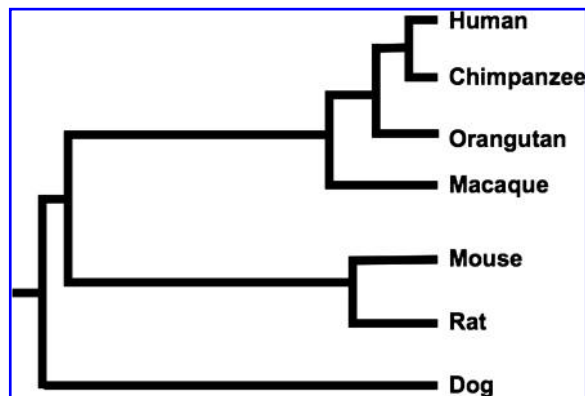 Human
Chimpanzee
Orangutan
Macaque
Mouse
Rat
Dog